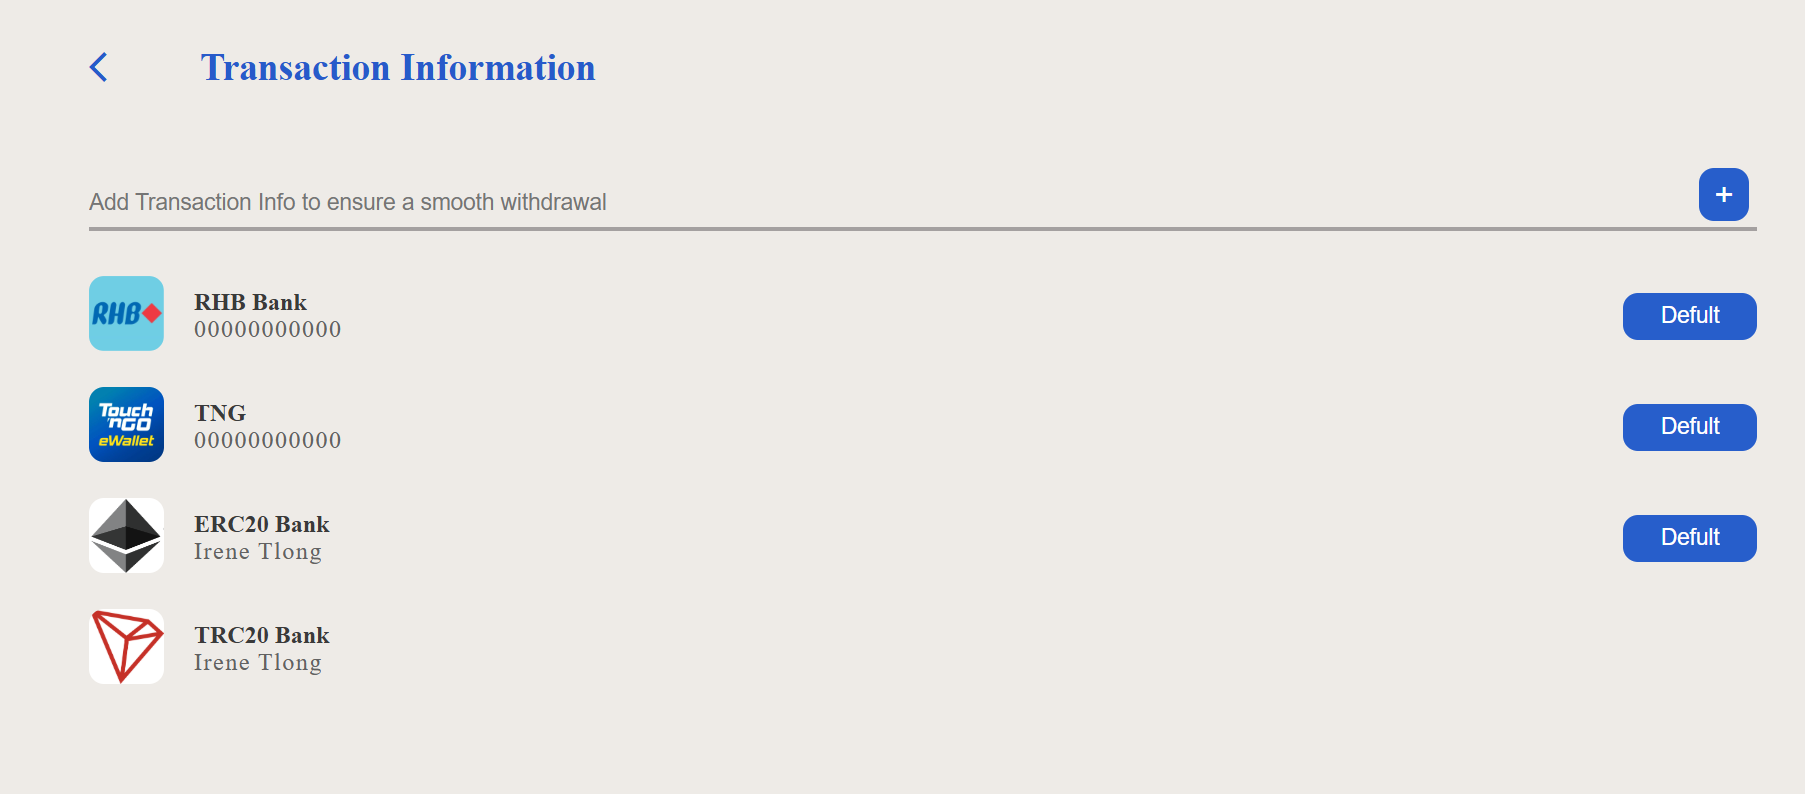 Transaction Information
Add Transaction Info to ensure a smooth withdrawal
+
RHB
RHB Bank
00000000000
Defult
Touch
'nGO
eWallet
TNG
00000000000
Defult
ERC20 Bank
Irene Tlong
Defult
TRC20 Bank
Irene Tlong